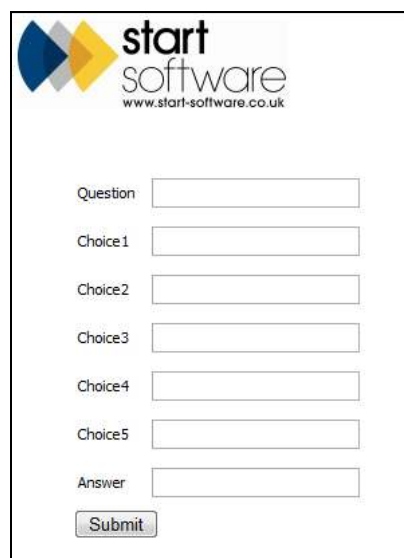 start
software
www.start-software.co.uk
Question
Choice1
Choice2
Choice3
Choice4
Choice5
Answer
Submit